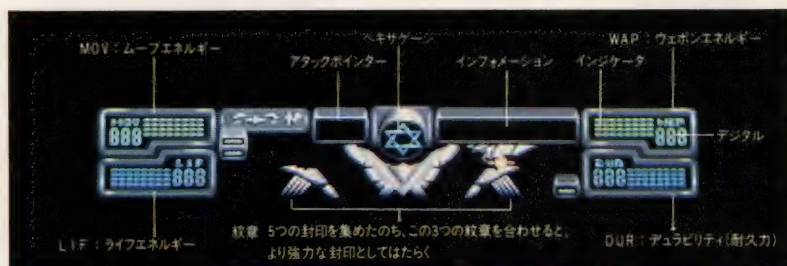 MOV：ムーブエネルギー
ヘキサゲージ
WAP：ウェポンエネルギー
アタックポインター
インフォメーション
インジケータ
MOV
888
WAP
888
デジタル
LIF
888
DUR
888
LIF：ライフエネルギー
紋章 5つの封印を集めたのち、この3つの紋章を合わせると、
より強力な封印としてはたらく
DUR：デュラビリティ(耐久力)